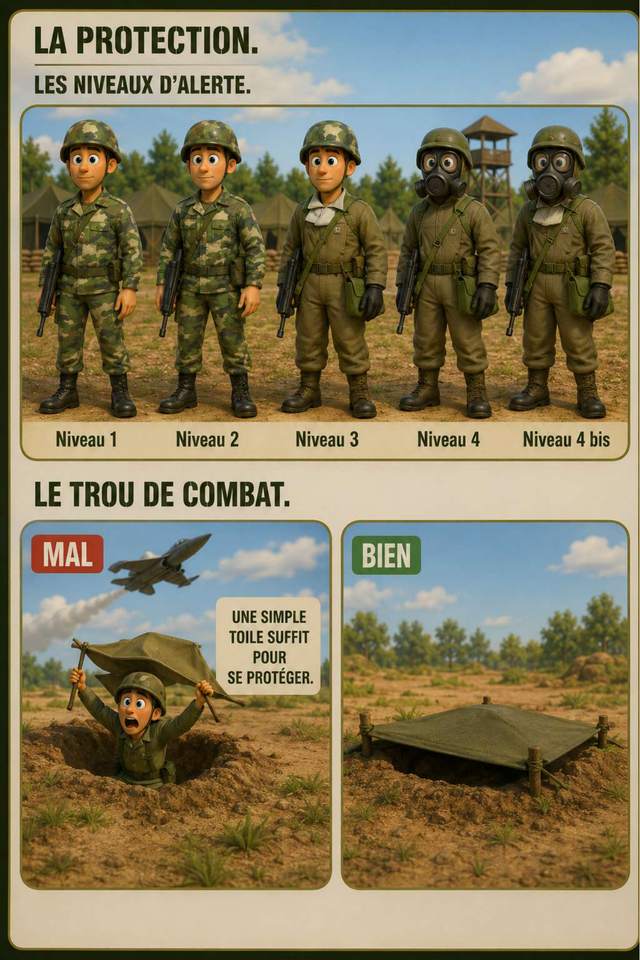 LA PROTECTION.
LES NIVEAUX D'ALERTE.
Niveau 1
Niveau 2
Niveau 3
Niveau 4
Niveau 4 bis
LE TROU DE COMBAT.
MAL
UNE SIMPLE
TOILE SUFFIT
POUR
SE PROTÉGER.
BIEN